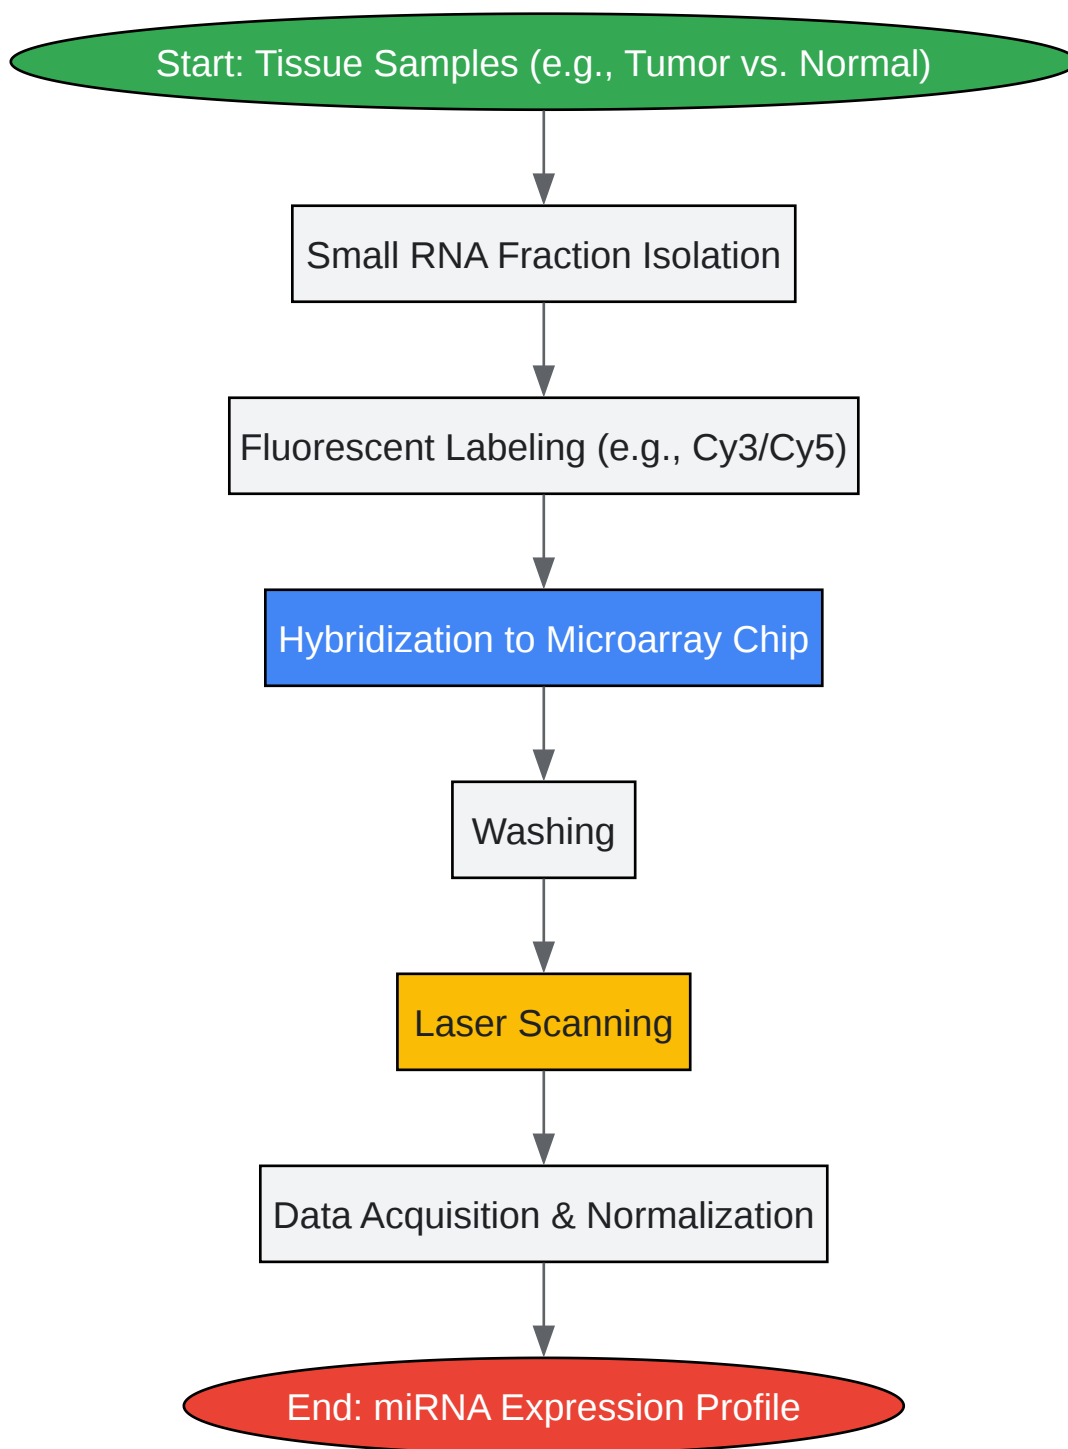 Start: Tissue Samples (e.g., Tumor vs. Normal)
Small RNA Fraction Isolation
Fluorescent Labeling (e.g., Cy3/Cy5)
Hybridization to Microarray Chip
Washing
Laser Scanning
Data Acquisition & Normalization
End: miRNA Expression Profile